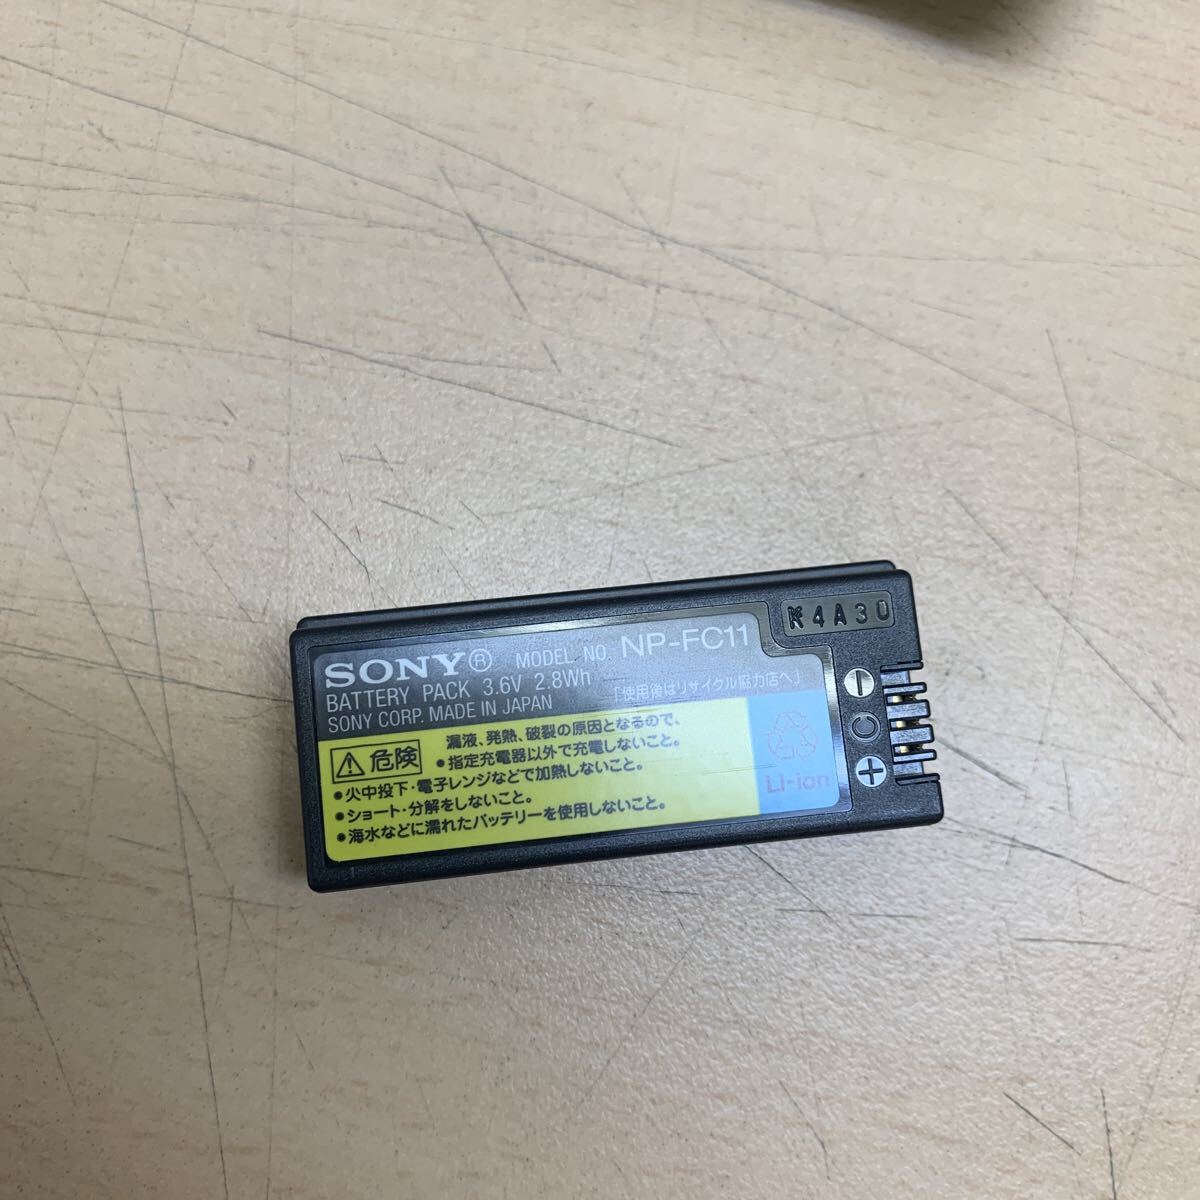 K4A30
SONY® MODEL. NO. NP-FC11
BATTERY PACK 3.6V 2.8Wh
「使用後はリサイクル協力店へ」
SONY CORP. MADE IN JAPAN
⚠危険
漏液、発熱、破裂の原因となるので、
•指定充電器以外で充電しないこと。
•火中投下・電子レンジなどで加熱しないこと。
•ショート・分解をしないこと。
•海水などに濡れたバッテリーを使用しないこと。
Li-ion
−
C
+